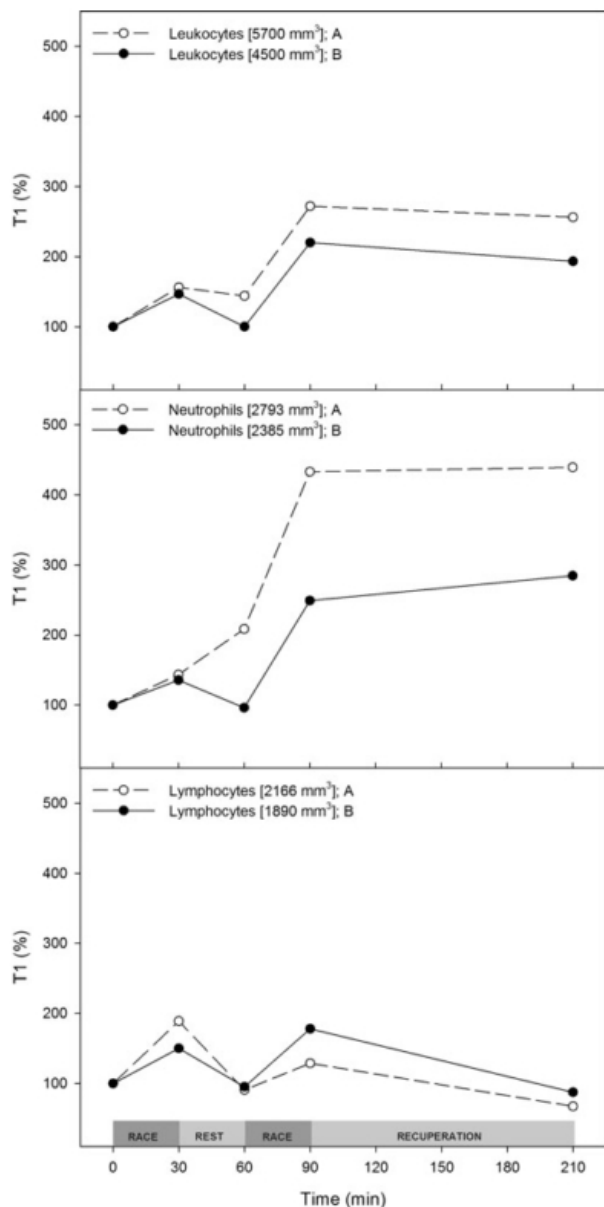 Leukocytes [5700 mm³]; A
Leukocytes [4500 mm³]; B
500
400
300
200
100
T1 (%)
Neutrophils [2793 mm³]; A
Neutrophils [2385 mm³]; B
500
400
300
200
100
T1 (%)
Lymphocytes [2166 mm³]; A
Lymphocytes [1890 mm³]; B
500
400
300
200
100
T1 (%)
RACE REST RACE RECUPERATION
0 30 60 90 120 150 180 210
Time (min)